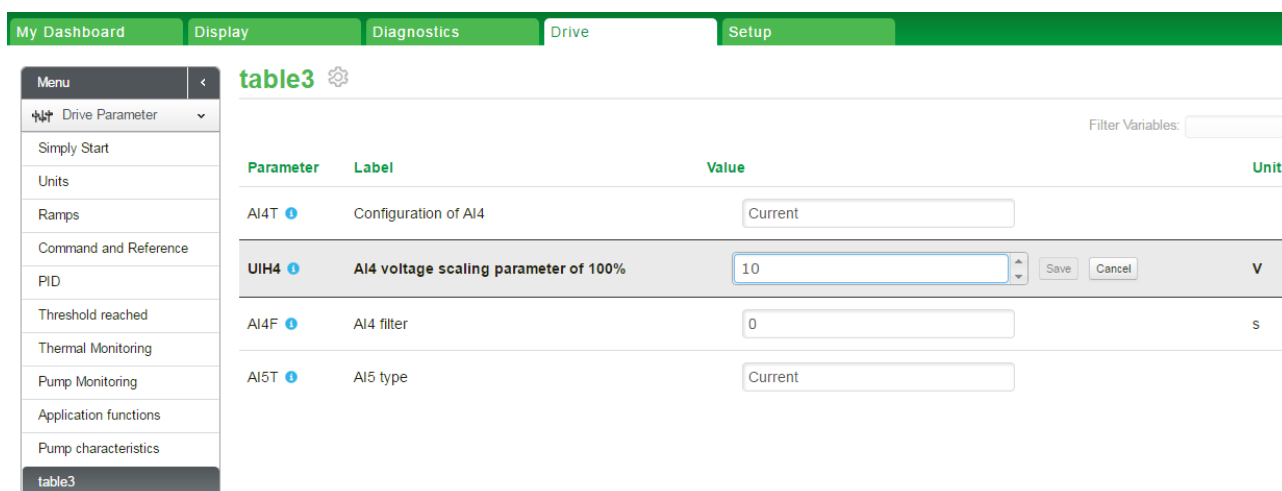 My Dashboard Display Diagnostics Drive Setup
Menu
table3
Drive Parameter
Filter Variables:
Simply Start
Parameter Label Value Unit
Units
Ramps
AI4T Configuration of AI4 Current
Command and Reference
UIH4 AI4 voltage scaling parameter of 100% 10 Save Cancel V
PID
Threshold reached
AI4F AI4 filter 0 s
Thermal Monitoring
Pump Monitoring
AI5T AI5 type Current
Application functions
Pump characteristics
table3